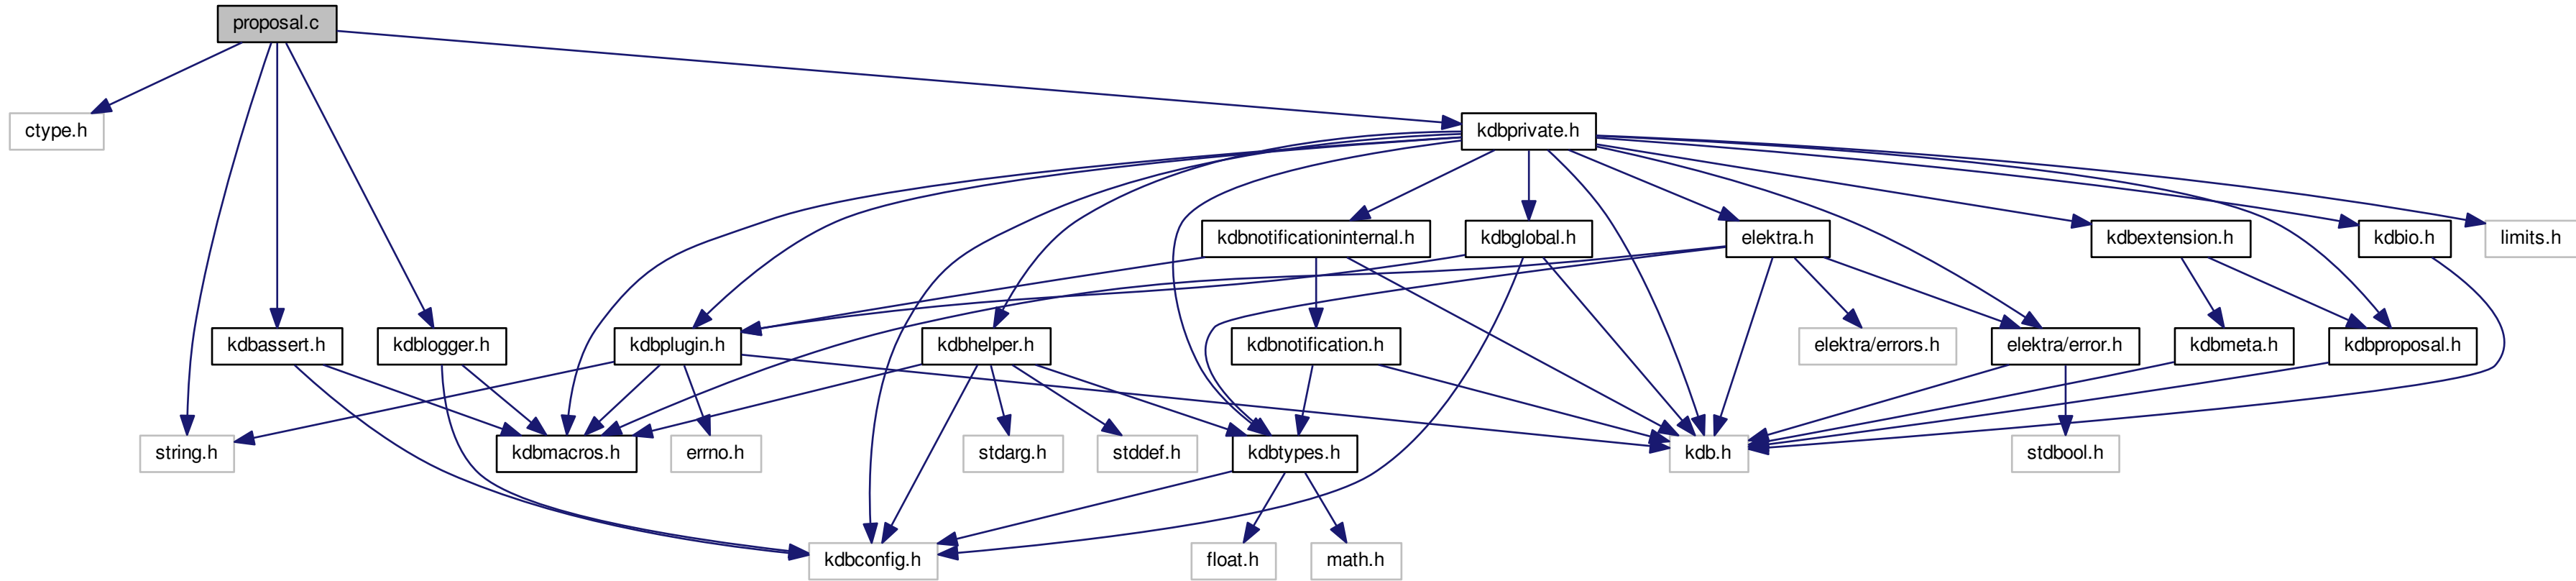 proposal.c
ctype.h
kdbprivate.h
kdbnotificationinternal.h
kdbglobal.h
elektra.h
kdbextension.h
kdbio.h
limits.h
kdbassert.h
kdblogger.h
kdbplugin.h
kdbhelper.h
kdbnotification.h
elektra/errors.h
elektra/error.h
kdbmeta.h
kdbproposal.h
string.h
kdbmacros.h
errno.h
stdarg.h
stddef.h
kdbtypes.h
kdb.h
stdbool.h
kdbconfig.h
float.h
math.h